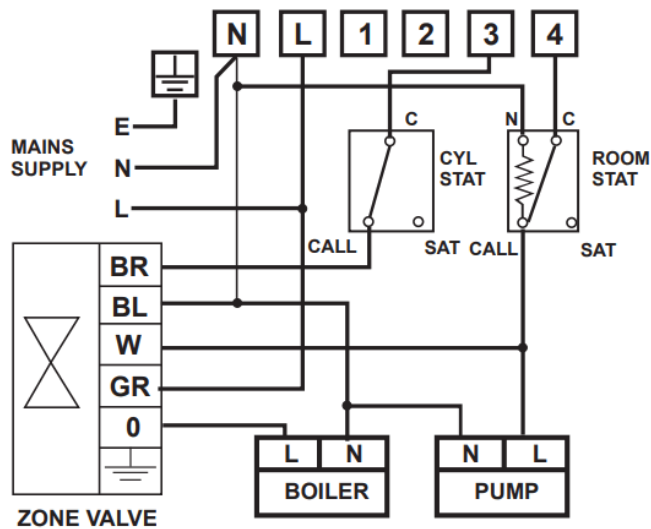 N L 1 2 3 4
E
MAINS
SUPPLY
N
L
C
CYL
STAT
CALL
SAT
N C
ROOM
STAT
CALL
SAT
BR
BL
W
GR
0
ZONE VALVE
L N
BOILER
N L
PUMP